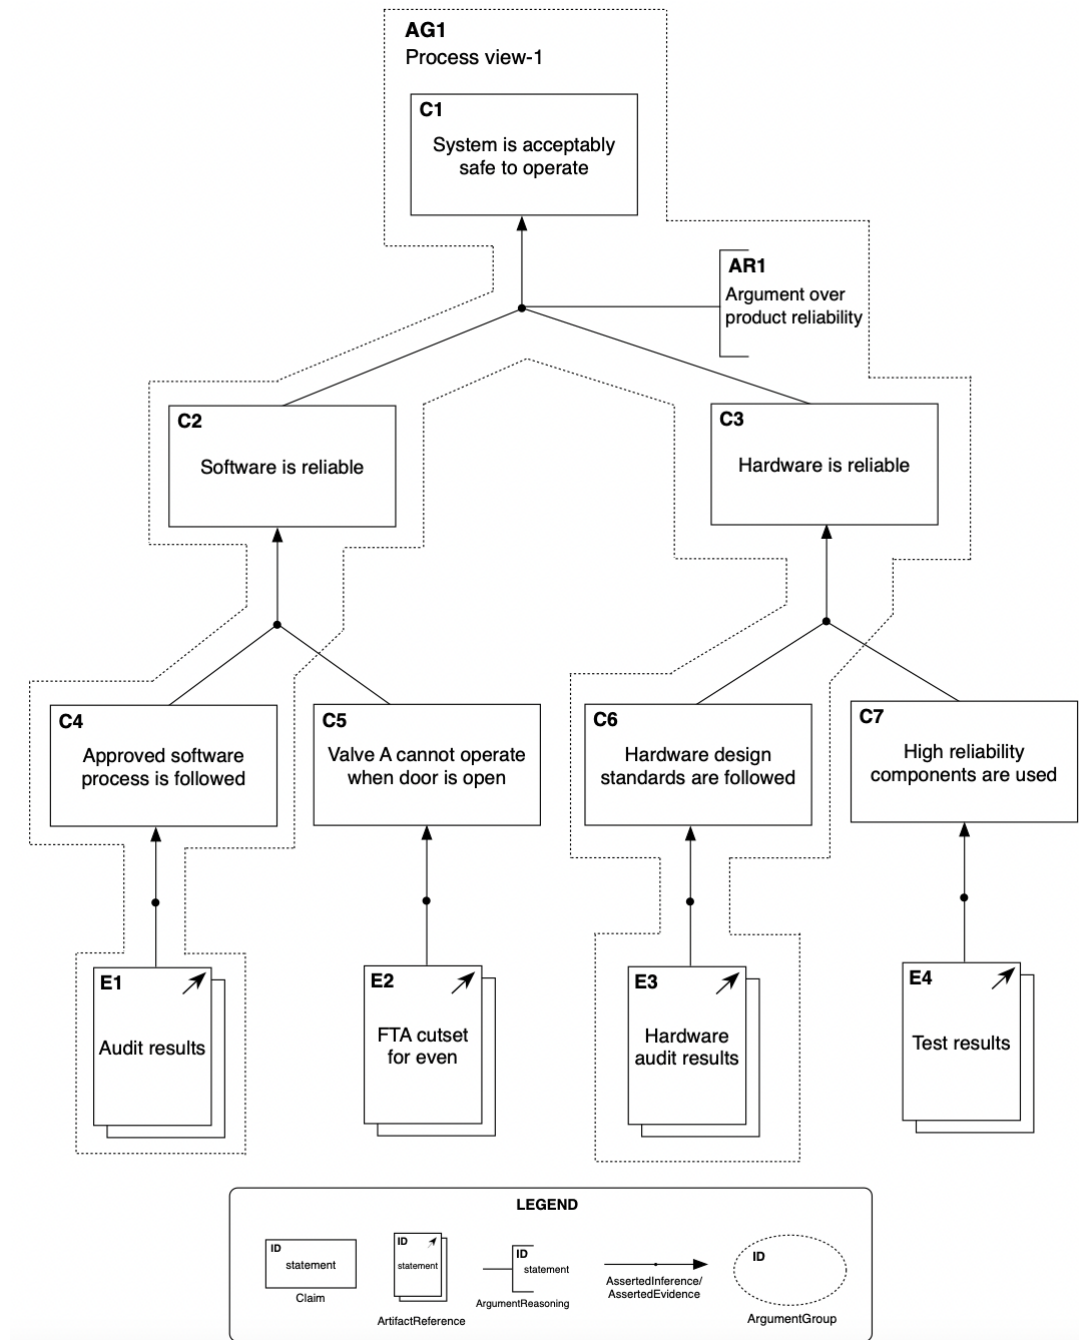 AG1
Process view-1
C1
System is acceptably
safe to operate
AR1
Argument over
product reliability
C2
Software is reliable
C3
Hardware is reliable
C4
Approved software
process is followed
C5
Valve A cannot operate
when door is open
C6
Hardware design
standards are followed
C7
High reliability
components are used
E1
Audit results
E2
FTA cutset
for even
E3
Hardware
audit results
E4
Test results
LEGEND
ID
statement
Claim
ID
statement
ArtifactReference
ID
statement
ArgumentReasoning
AssertedInference/
AssertedEvidence
ID
ArgumentGroup